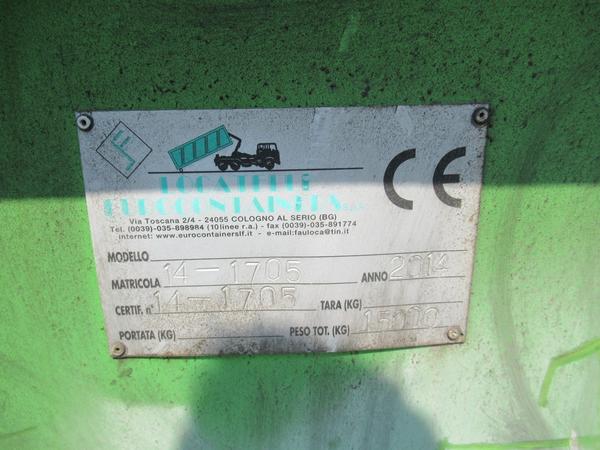 LF
LOCATELLI
EUROCONTAINERS S.p.A.
Via Toscana 2/4 - 24055 COLOGNO AL SERIO (BG)
Tel. (0039)-035-898984 (10 linee r.a.) - fax (0039)-035-891774
internet: www.eurocontainerslf.it - e-mail:fauloca@tin.it
CE
MODELLO
MATRICOLA 14-1705 ANNO 2014
CERTIF. n° 14-1705 TARA (KG)
PORTATA (KG) PESO TOT. (KG) 15000